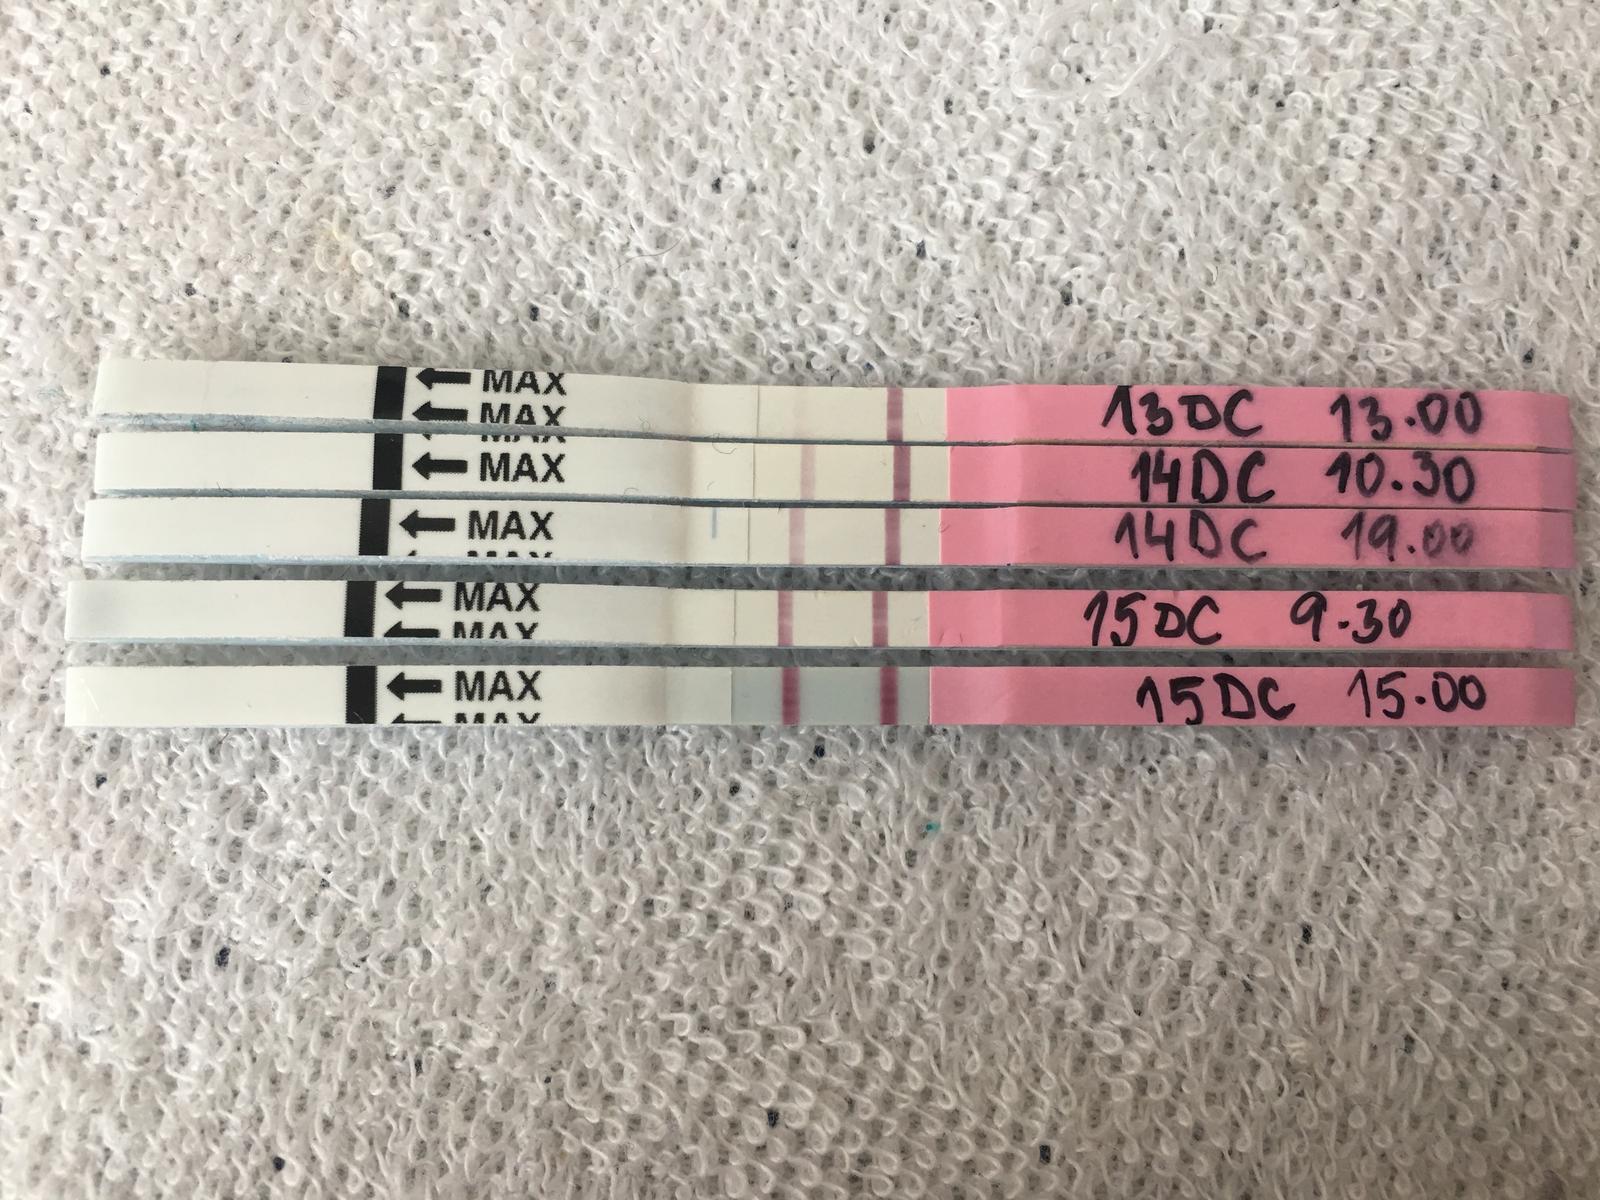 MAX 13DC 13.00
MAX
MAX 14DC 10.30
MAX 14DC 19.00
MAX 15DC 9.30
MAX
MAX 15DC 15.00